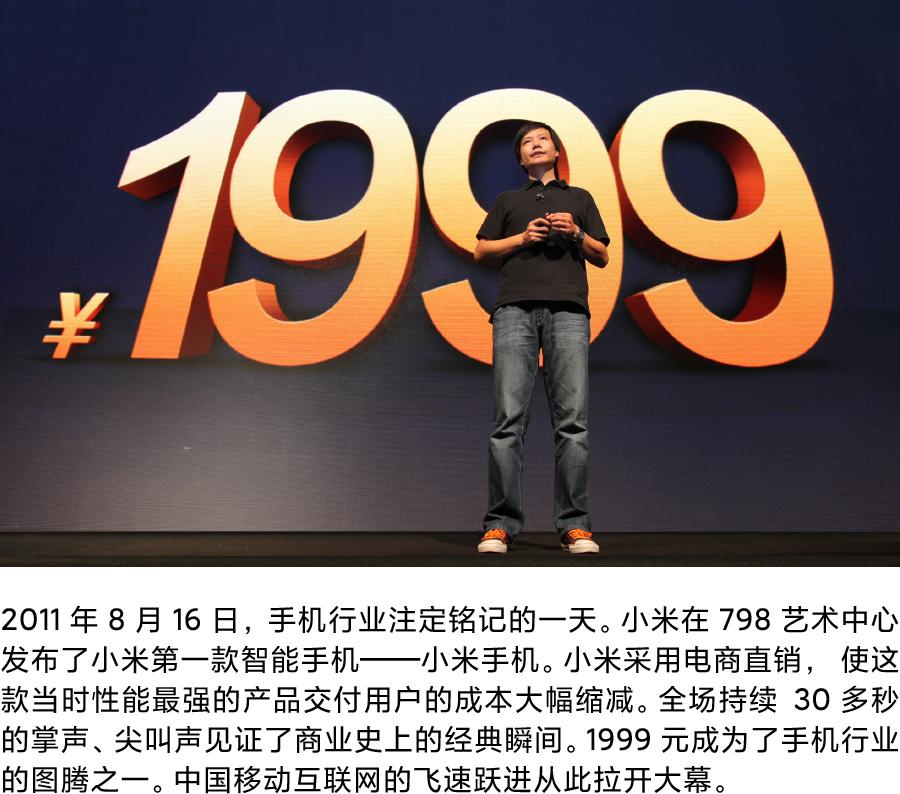 ¥1999
2011 年 8 月 16 日，手机行业注定铭记的一天。小米在 798 艺术中心
发布了小米第一款智能手机——小米手机。小米采用电商直销， 使这
款当时性能最强的产品交付用户的成本大幅缩减。全场持续 30 多秒
的掌声、尖叫声见证了商业史上的经典瞬间。1999 元成为了手机行业
的图腾之一。中国移动互联网的飞速跃进从此拉开大幕。